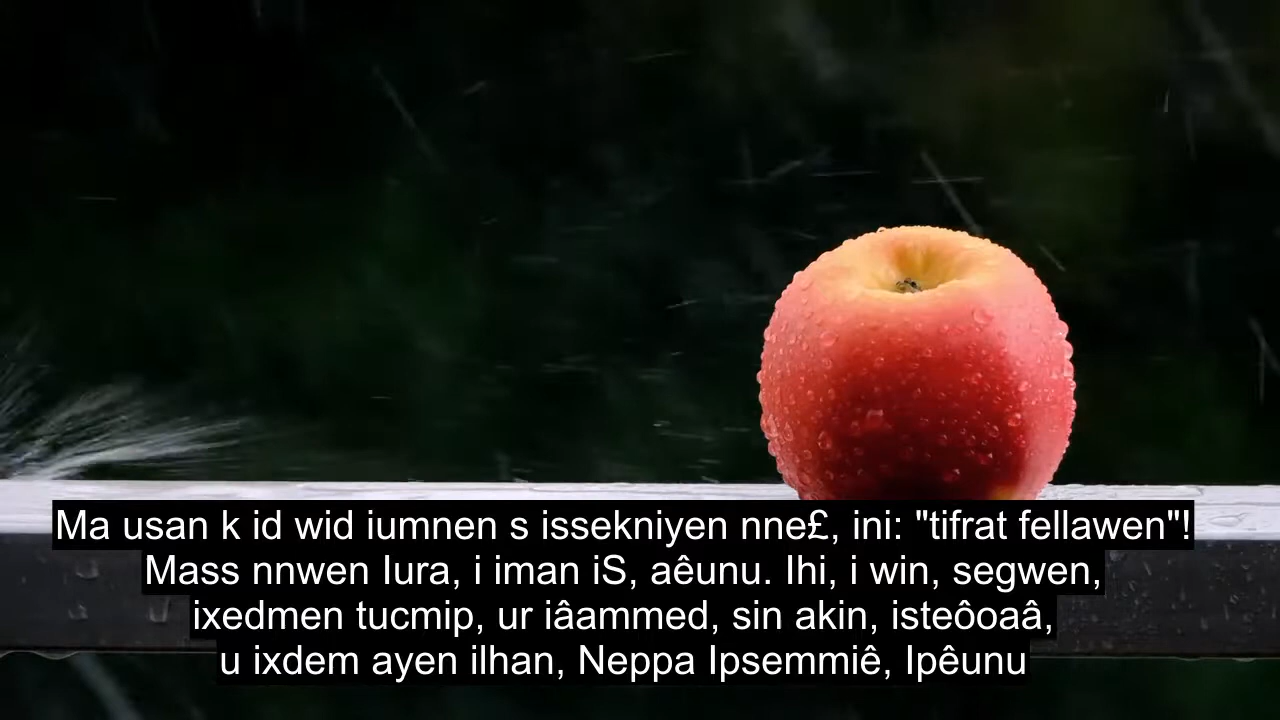 Ma usan k id wid iumnen s issekniyen nne£, ini: "tifrat fellawen"!
Mass nnwen Iura, i iman iS, aêunu. Ihi, i win, segwen,
ixedmen tucmip, ur iâammed, sin akin, isteôoaâ,
u ixdem ayen ilhan, Neppa Ipsemmiê, Ipêunu